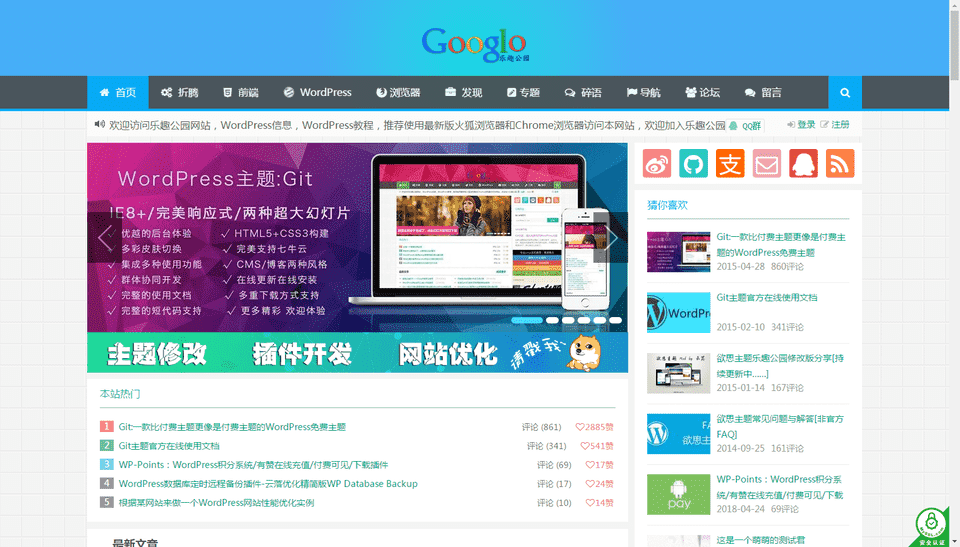 Googlo
乐趣公园
首页 折腾 前端 WordPress 浏览器 发现 专题 碎语 导航 论坛 留言
欢迎访问乐趣公园网站，WordPress信息，WordPress教程，推荐使用最新版火狐浏览器和Chrome浏览器访问本网站，欢迎加入乐趣公园 QQ群 登录 注册
WordPress主题:Git
IE8+/完美响应式/两种超大幻灯片
✓ 优越的后台体验 ✓ HTML5+CSS3构建
✓ 多彩皮肤切换 ✓ 完美支持七牛云
✓ 集成多种使用功能 ✓ CMS/博客两种风格
✓ 群体协同开发 ✓ 在线更新在线安装
✓ 完整的使用文档 ✓ 多重下载方式支持
✓ 完整的短代码支持 ✓ 更多精彩 欢迎体验
主题修改 插件开发 网站优化 请戳我
本站热门
1 Git:一款比付费主题更像是付费主题的WordPress免费主题 评论 (861) 2885赞
2 Git主题官方在线使用文档 评论 (341) 541赞
3 WP-Points：WordPress积分系统/有赞在线充值/付费可见/下载插件 评论 (69) 17赞
4 WordPress数据库定时远程备份插件-云落优化精简版WP Database Backup 评论 (17) 24赞
5 根据某网站来做一个WordPress网站性能优化实例 评论 (10) 14赞
最新文章
支
猜你喜欢
Git:一款比付费主题更像是付费主
题的WordPress免费主题
2015-04-28 860评论
WordPr
Git主题官方在线使用文档
2015-02-10 341评论
欲思主题乐趣公园修改版分享[持
续更新中……]
2015-01-14 167评论
FA
欲思主
欲思主题常见问题与解答[非官方
FAQ]
2014-09-25 161评论
pay
WP-Points：WordPress积分系
统/有赞在线充值/付费可见/下载
2018-04-24 69评论
这是一个萌萌的测试君
安全认证